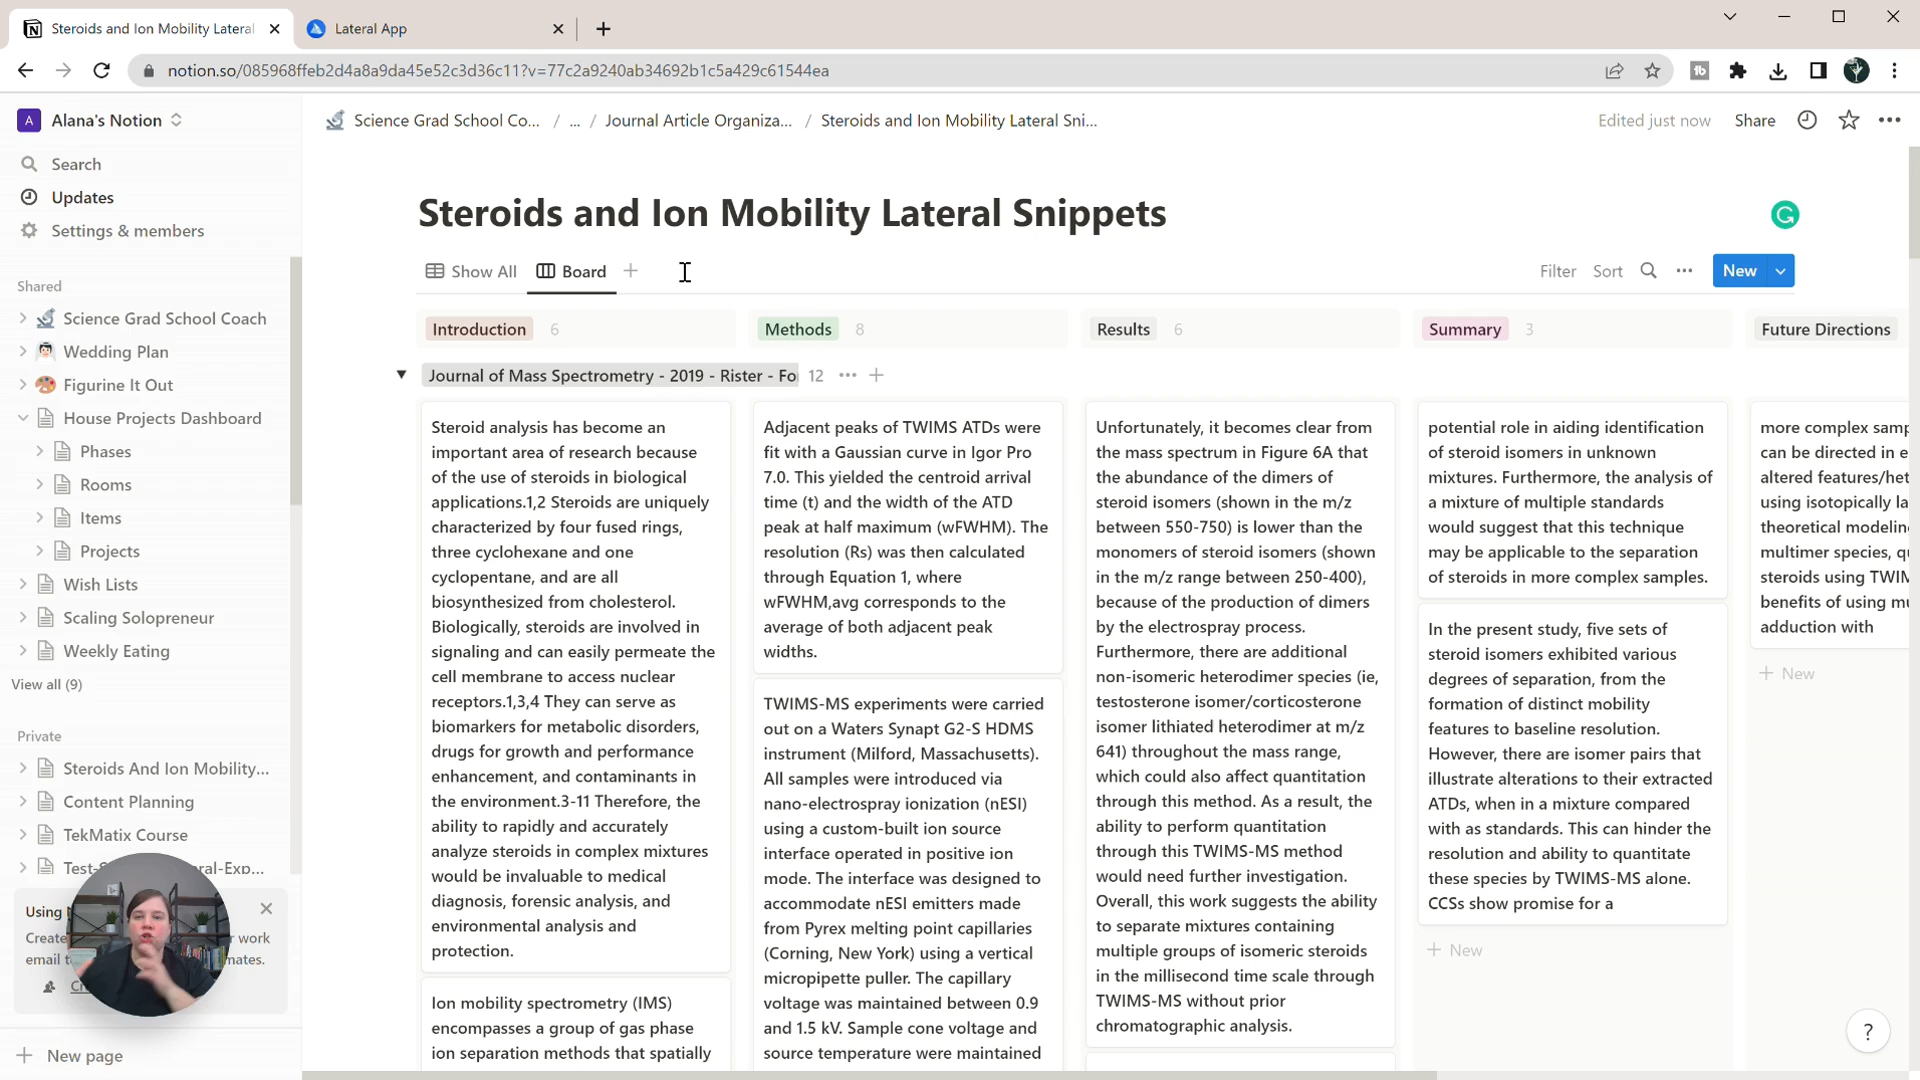 Steroids and Ion Mobility Lateral
Lateral App
notion.so/085968ffeb2d4a8a9da45e52c3d36c11?v=77c2a9240ab34692b1c5a429c61544ea
A
Alana's Notion
Search
Updates
Settings & members
Shared
Science Grad School Coach
Wedding Plan
Figurine It Out
House Projects Dashboard
Phases
Rooms
Items
Projects
Wish Lists
Scaling Solopreneur
Weekly Eating
View all (9)
Private
Steroids And Ion Mobility...
Content Planning
TekMatix Course
Using
Create work
email
New page
Science Grad School Co... / ... / Journal Article Organiza... / Steroids and Ion Mobility Lateral Sni...
Edited just now
Share
Steroids and Ion Mobility Lateral Snippets
Show All
Board
Filter
Sort
New
Introduction 6
Methods 8
Results 6
Summary 3
Future Directions
Journal of Mass Spectrometry - 2019 - Rister - Fo 12
Steroid analysis has become an
important area of research because
of the use of steroids in biological
applications.1,2 Steroids are uniquely
characterized by four fused rings,
three cyclohexane and one
cyclopentane, and are all
biosynthesized from cholesterol.
Biologically, steroids are involved in
signaling and can easily permeate the
cell membrane to access nuclear
receptors.1,3,4 They can serve as
biomarkers for metabolic disorders,
drugs for growth and performance
enhancement, and contaminants in
the environment.3-11 Therefore, the
ability to rapidly and accurately
analyze steroids in complex mixtures
would be invaluable to medical
diagnosis, forensic analysis, and
environmental analysis and
protection.
Ion mobility spectrometry (IMS)
encompasses a group of gas phase
ion separation methods that spatially
Adjacent peaks of TWIMS ATDs were
fit with a Gaussian curve in Igor Pro
7.0. This yielded the centroid arrival
time (t) and the width of the ATD
peak at half maximum (wFWHM). The
resolution (Rs) was then calculated
through Equation 1, where
wFWHM,avg corresponds to the
average of both adjacent peak
widths.
TWIMS-MS experiments were carried
out on a Waters Synapt G2-S HDMS
instrument (Milford, Massachusetts).
All samples were introduced via
nano-electrospray ionization (nESI)
using a custom-built ion source
interface operated in positive ion
mode. The interface was designed to
accommodate nESI emitters made
from Pyrex melting point capillaries
(Corning, New York) using a vertical
micropipette puller. The capillary
voltage was maintained between 0.9
and 1.5 kV. Sample cone voltage and
source temperature were maintained
Unfortunately, it becomes clear from
the mass spectrum in Figure 6A that
the abundance of the dimers of
steroid isomers (shown in the m/z
between 550-750) is lower than the
monomers of steroid isomers (shown
in the m/z range between 250-400),
because of the production of dimers
by the electrospray process.
Furthermore, there are additional
non-isomeric heterodimer species (ie,
testosterone isomer/corticosterone
isomer lithiated heterodimer at m/z
641) throughout the mass range,
which could also affect quantitation
through this method. As a result, the
ability to perform quantitation
through this TWIMS-MS method
would need further investigation.
Overall, this work suggests the ability
to separate mixtures containing
multiple groups of isomeric steroids
in the millisecond time scale through
TWIMS-MS without prior
chromatographic analysis.
potential role in aiding identification
of steroid isomers in unknown
mixtures. Furthermore, the analysis of
a mixture of multiple standards
would suggest that this technique
may be applicable to the separation
of steroids in more complex samples.
In the present study, five sets of
steroid isomers exhibited various
degrees of separation, from the
formation of distinct mobility
features to baseline resolution.
However, there are isomer pairs that
illustrate alterations to their extracted
ATDs, when in a mixture compared
with as standards. This can hinder the
resolution and ability to quantitate
these species by TWIMS-MS alone.
CCSs show promise for a
New
more complex
can be directed in
altered
using isotopically
theoretical
multimer species,
steroids using
benefits of using
adduction with
New
?